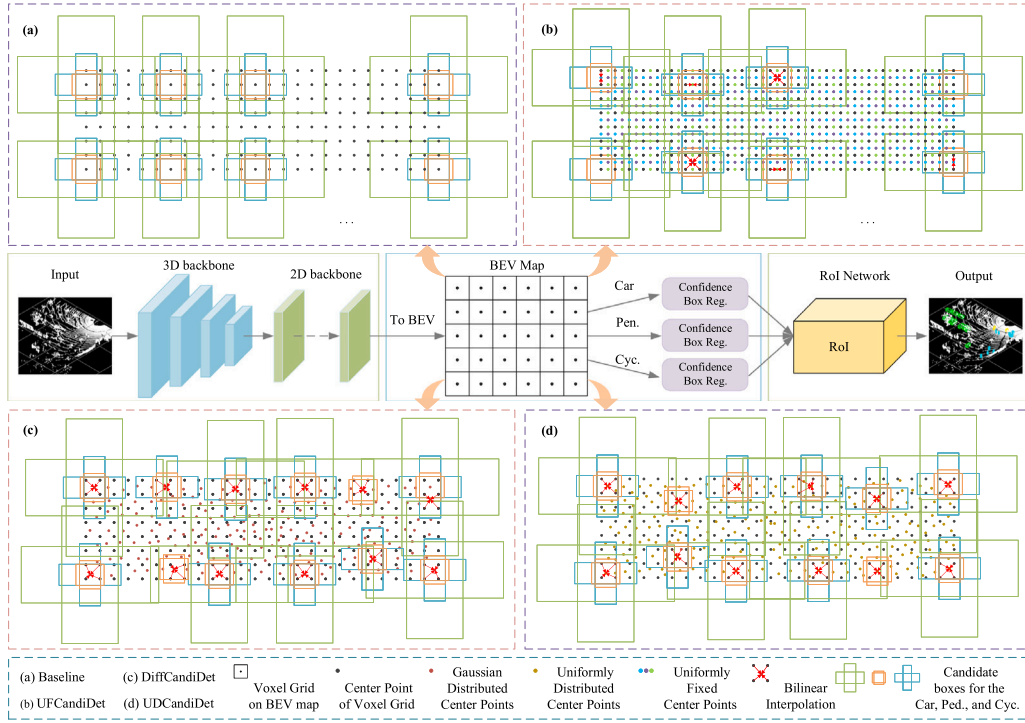 (a)
(b)
. . .
. . .
Input
3D backbone
2D backbone
To BEV
BEV Map
Car
Pen.
Cyc.
Confidence
Box Reg.
Confidence
Box Reg.
Confidence
Box Reg.
RoI Network
RoI
Output
(c)
(d)
(a) Baseline
(b) UFCandiDet
(c) DiffCandiDet
(d) UDCandiDet
Voxel Grid
on BEV map
Center Point
of Voxel Grid
Gaussian
Distributed
Center Points
Uniformly
Distributed
Center Points
Uniformly
Fixed
Center Points
Bilinear
Interpolation
Candidate
boxes for the
Car, Ped., and Cyc.